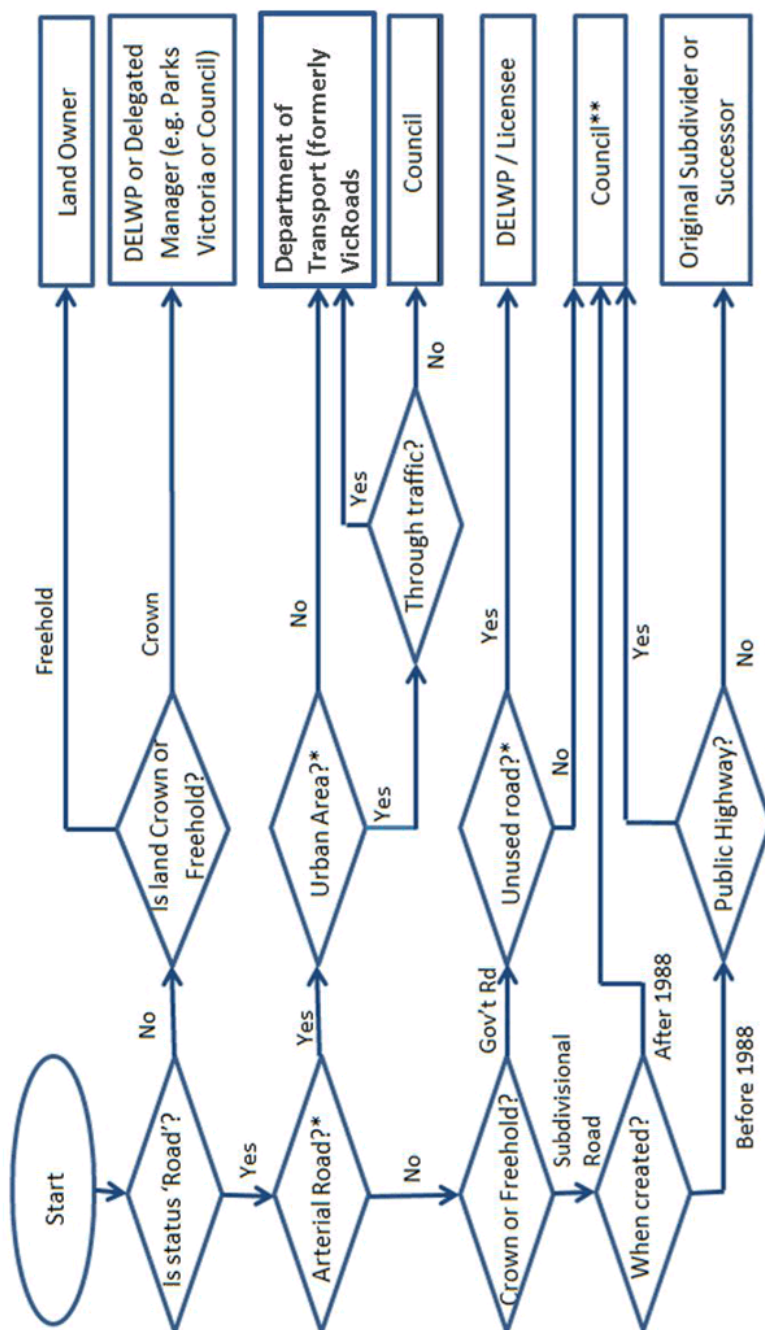 Start
Is status 'Road'?
No
Is land Crown or
Freehold?
Freehold
Land Owner
Crown
DELWP or Delegated
Manager (e.g. Parks
Victoria or Council)
Yes
Arterial Road?*
Yes
Urban Area?*
No
Department of
Transport (formerly
VicRoads
Yes
Through traffic?
Yes
No
Council
No
Crown or Freehold?
Gov't Rd
Unused road?*
Yes
DELWP / Licensee
No
Council**
Subdivisional
Road
When created?
After 1988
Before 1988
Public Highway?
Yes
No
Original Subdivider or
Successor